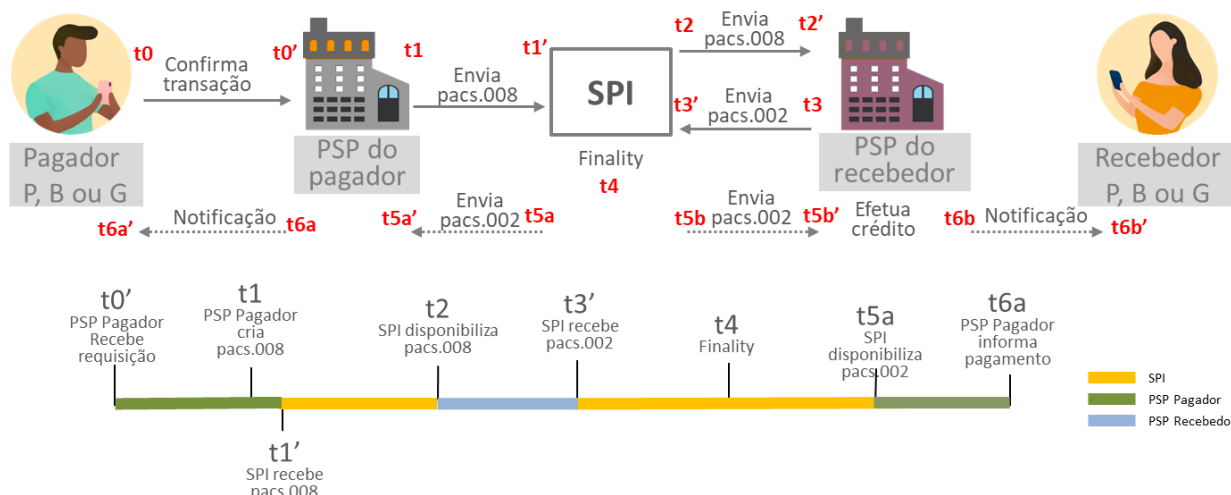 t0
Confirma
transação
t0’
t1
Envia
pacs.008
t1’
SPI
t2
Envia
pacs.008
t2’
t3’
Envia
pacs.002
t3
Pagador
P, B ou G
PSP do
pagador
Finality
t4
PSP do
recebedor
Recebedor
P, B ou G
t6a’
Notificação
t6a
t5a’
Envia
pacs.002
t5a
t5b
Envia
pacs.002
t5b’
Efetua
crédito
t6b
Notificação
t6b’
t0’
PSP Pagador
Recebe
requisição
t1
PSP Pagador
cria
pacs.008
t1’
SPI recebe
pacs.008
t2
SPI disponibiliza
pacs.008
t3’
SPI recebe
pacs.002
t4
Finality
t5a
SPI
disponibiliza
pacs.002
t6a
PSP Pagador
informa
pagamento
SPI
PSP Pagador
PSP Recebedo